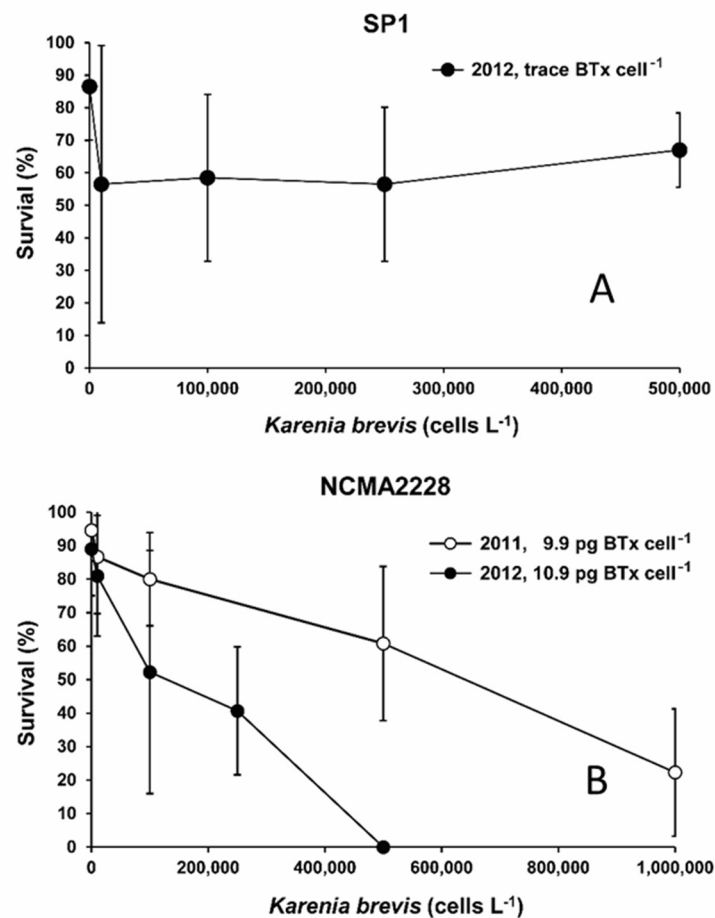 SP1
2012, trace BTx cell⁻¹
100
90
80
70
60
50
40
30
20
10
0
Survial (%)
A
0 100,000 200,000 300,000 400,000 500,000
Karenia brevis (cells L⁻¹)
NCMA2228
2011, 9.9 pg BTx cell⁻¹
2012, 10.9 pg BTx cell⁻¹
100
90
80
70
60
50
40
30
20
10
0
Survival (%)
B
0 200,000 400,000 600,000 800,000 1,000,000
Karenia brevis (cells L⁻¹)